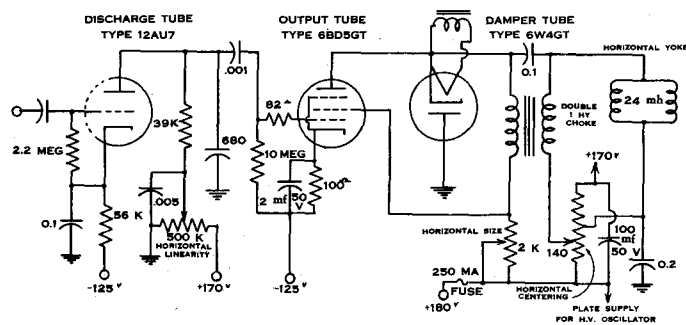 DISCHARGE TUBE
TYPE 12AU7
OUTPUT TUBE
TYPE 6BD5GT
DAMPER TUBE
TYPE 6W4GT
HORIZONTAL YOKE
.001
0.1
82Ω
39K
680
2.2 MEG
10 MEG
100Ω
2 mf 50 V
DOUBLE
1 HY
CHOKE
24 mh
+170v
.005
56 K
0.1
500 K
HORIZONTAL
LINEARITY
HORIZONTAL SIZE
2 K
140
100
mf
50 V
0.2
250 MA
FUSE
HORIZONTAL
CENTERING
-125v
+170v
-125v
+180v
PLATE SUPPLY
FOR H.V. OSCILLATOR